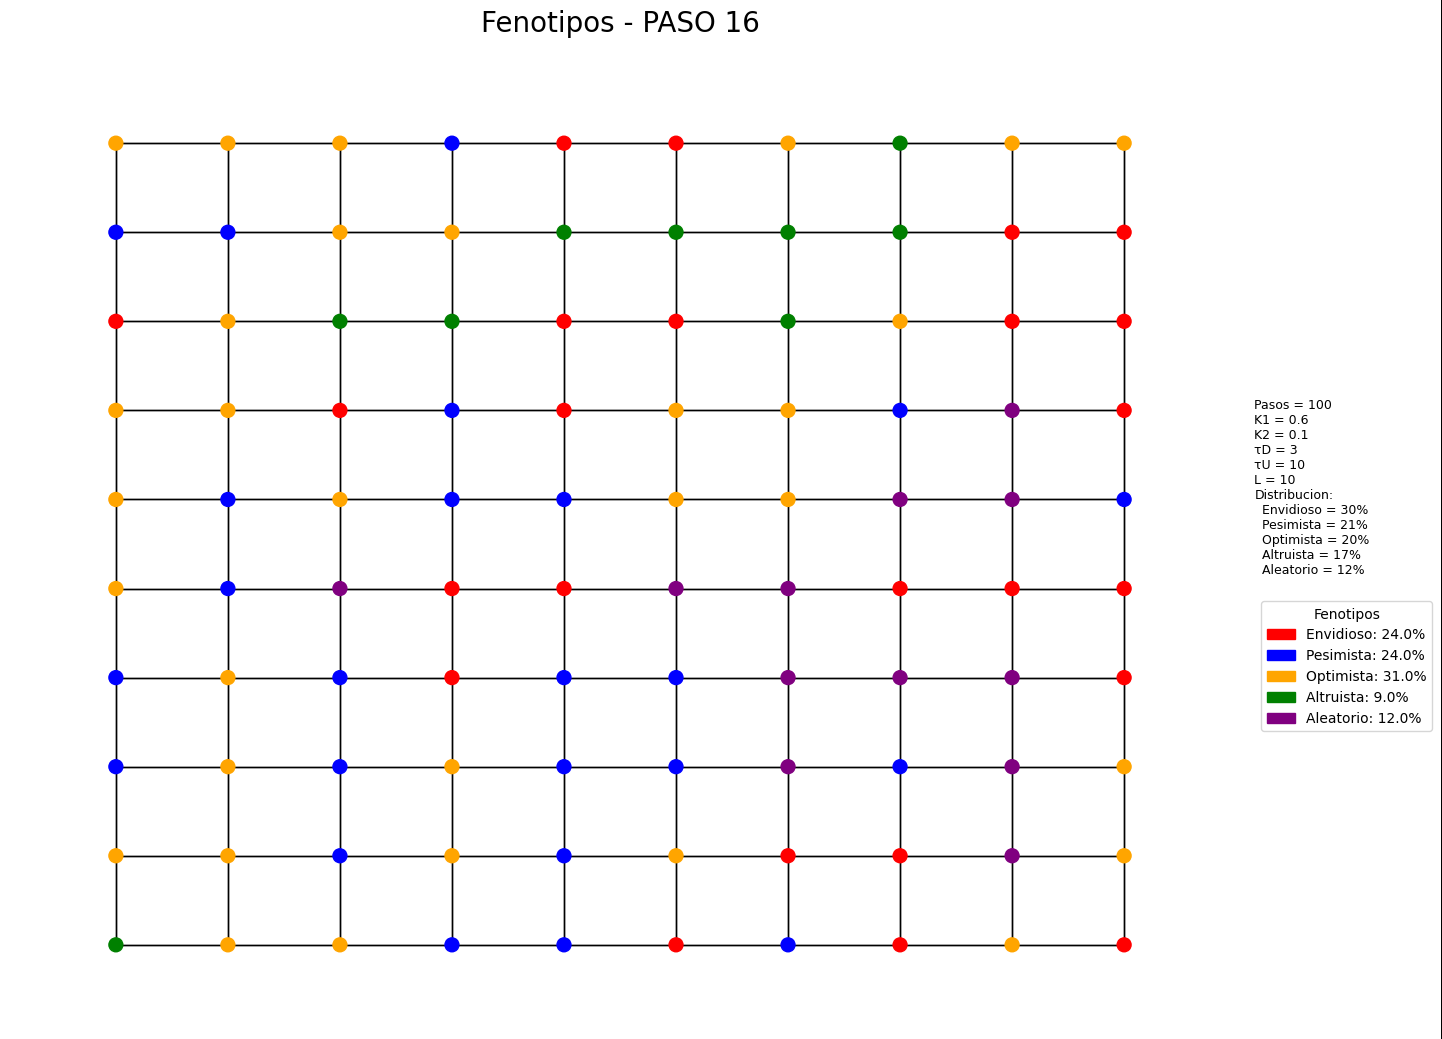 Fenotipos - PASO 16
Pasos = 100
K1 = 0.6
K2 = 0.1
τD = 3
τU = 10
L = 10
Distribucion:
Envidioso = 30%
Pesimista = 21%
Optimista = 20%
Altruista = 17%
Aleatorio = 12%
Fenotipos
Envidioso: 24.0%
Pesimista: 24.0%
Optimista: 31.0%
Altruista: 9.0%
Aleatorio: 12.0%